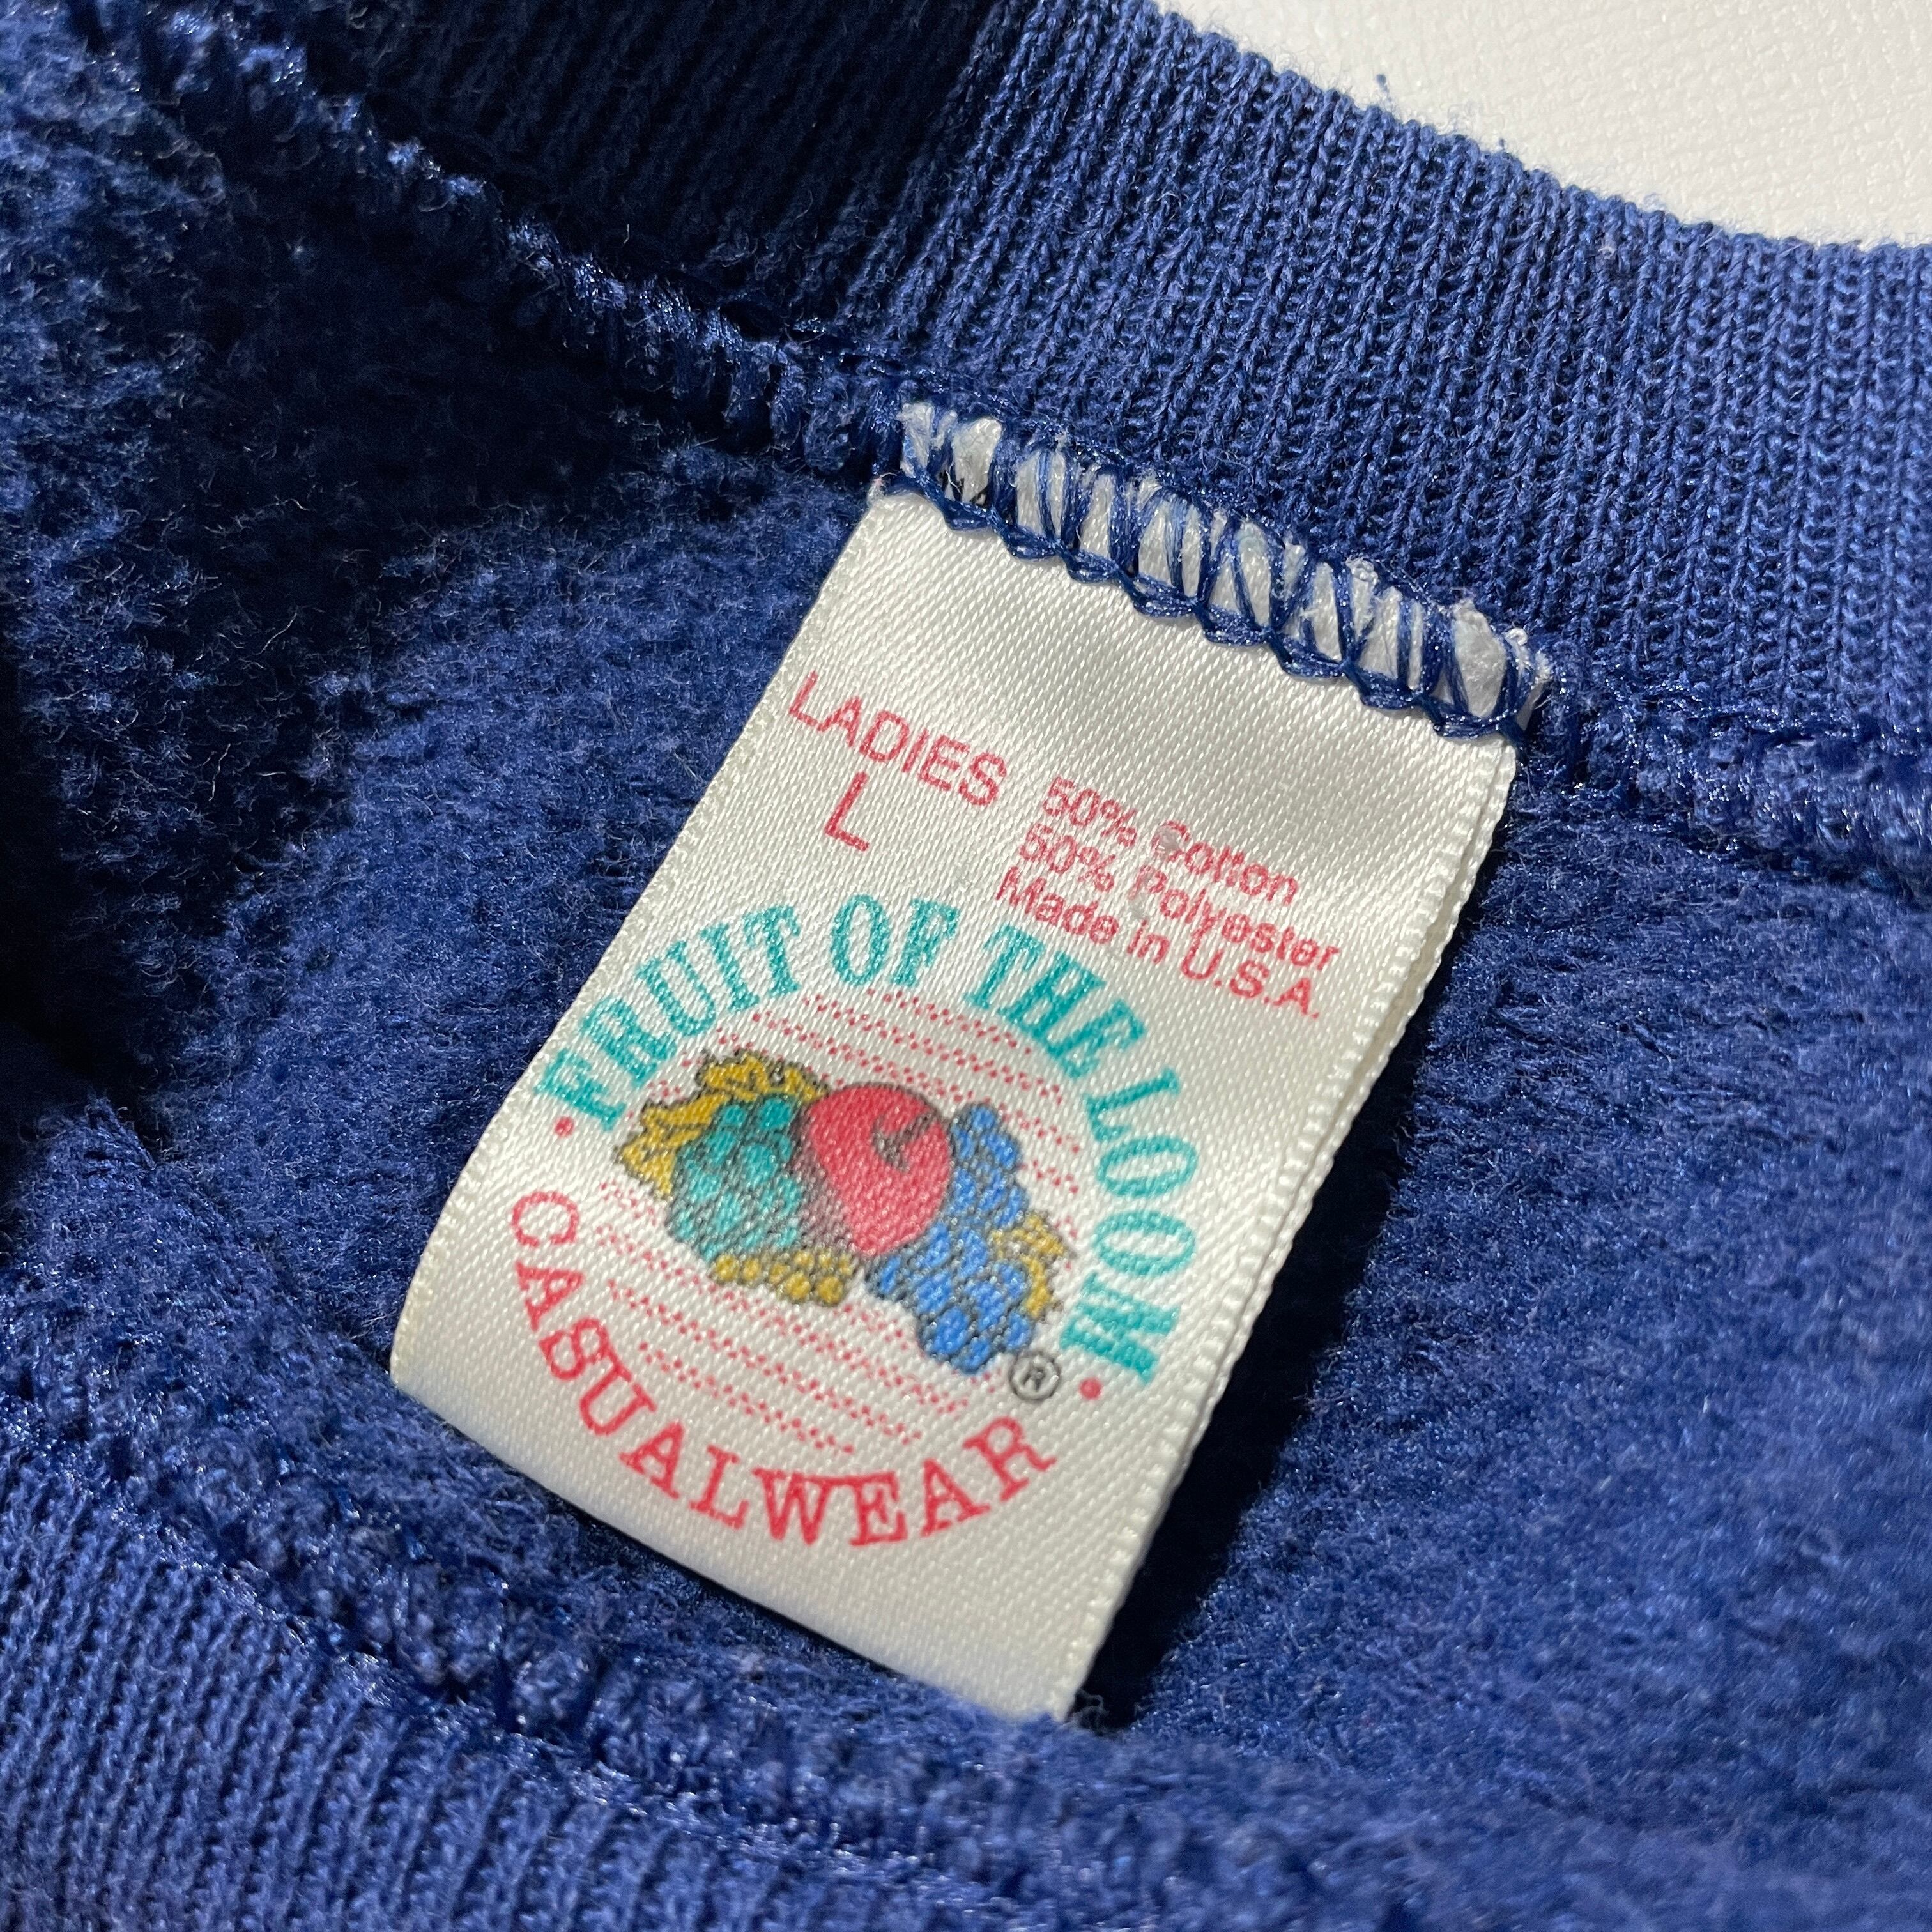 LADIES
L
50% Cotton
50% Polyester
Made in U.S.A.
FRUIT OF THE LOOM
• CASUALWEAR •
®